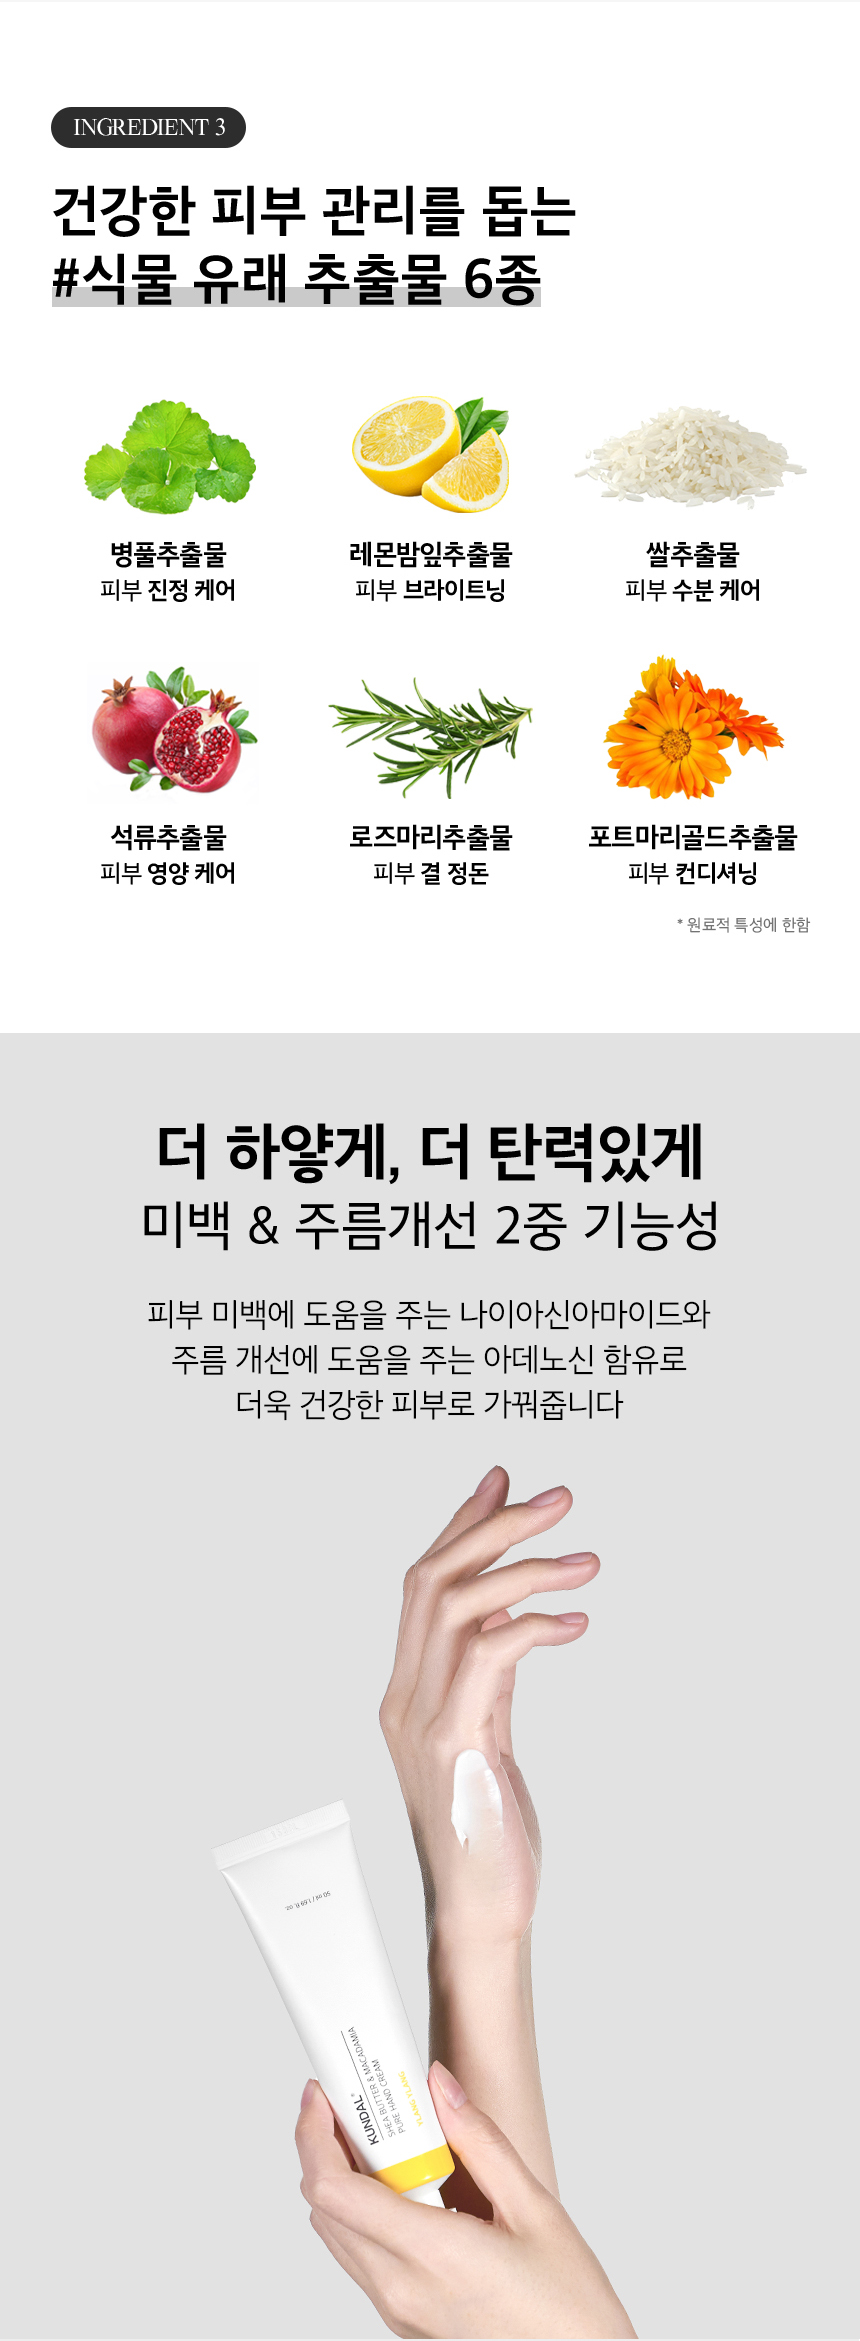 INGREDIENT 3
건강한 피부 관리를 돕는
#식물 유래 추출물 6종
병풀추출물
피부 진정 케어
레몬밤잎추출물
피부 브라이트닝
쌀추출물
피부 수분 케어
석류추출물
피부 영양 케어
로즈마리추출물
피부 결 정돈
포트마리골드추출물
피부 컨디셔닝
* 원료적 특성에 한함
더 하얗게, 더 탄력있게
미백 & 주름개선 2중 기능성
피부 미백에 도움을 주는 나이아신아마이드와
주름 개선에 도움을 주는 아데노신 함유로
더욱 건강한 피부로 가꿔줍니다
50 ml / 1.69 fl. oz.
KUNDAL
SHEA BUTTER & MACADAMIA
PURE HAND CREAM
YLANG YLANG